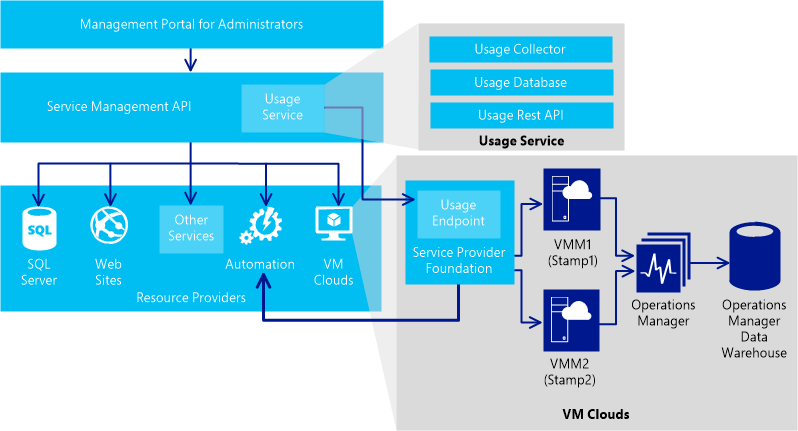 Management Portal for Administrators
Service Management API
Usage
Service
Usage Collector
Usage Database
Usage Rest API
Usage Service
SQL
SQL
Server
Web
Sites
Other
Services
Automation
VM
Clouds
Resource Providers
Usage
Endpoint
Service Provider
Foundation
VMM1
(Stamp1)
VMM2
(Stamp2)
Operations
Manager
Operations
Manager
Data
Warehouse
VM Clouds